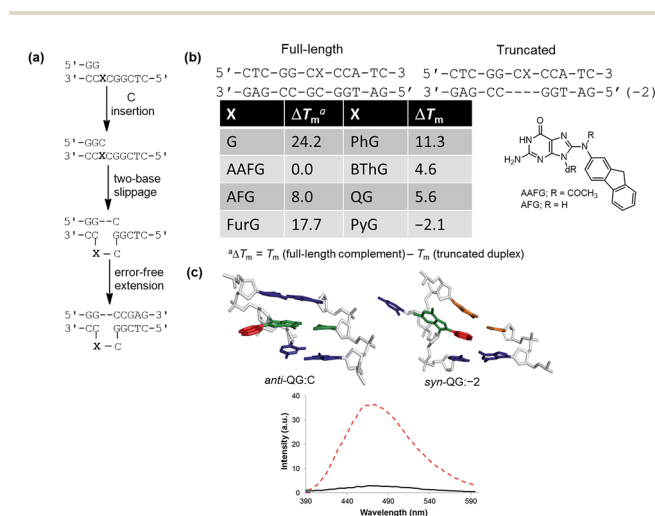 (a)
5'-GG
3'-CCXCGGCTC-5'
C
insertion
5'-GGC
3'-CCXCGGCTC-5'
two-base
slippage
5'-GG--C
3'-CC GGCTC-5'
X-C
error-free
extension
5'-GG--CCGAG-3'
3'-CC GGCTC-5'
X-C
(b)
Full-length
5'-CTC-GG-CX-CCA-TC-3
3'-GAG-CC-GC-GGT-AG-5'
Truncated
5'-CTC-GG-CX-CCA-TC-3
3'-GAG-CC----GGT-AG-5' (-2)
X ΔTmᵃ X ΔTm
G 24.2 PhG 11.3
AAFG 0.0 BThG 4.6
AFG 8.0 QG 5.6
FurG 17.7 PyG −2.1
ᵃΔTm = Tm (full-length complement) – Tm (truncated duplex)
O
HN
N
N
R
H₂N
N
N
dR
AAFG; R = COCH₃
AFG; R = H
(c)
anti-QG:C
syn-QG:−2
Intensity (a.u.)
40
30
20
10
0
390 440 490 540 590
Wavelength (nm)